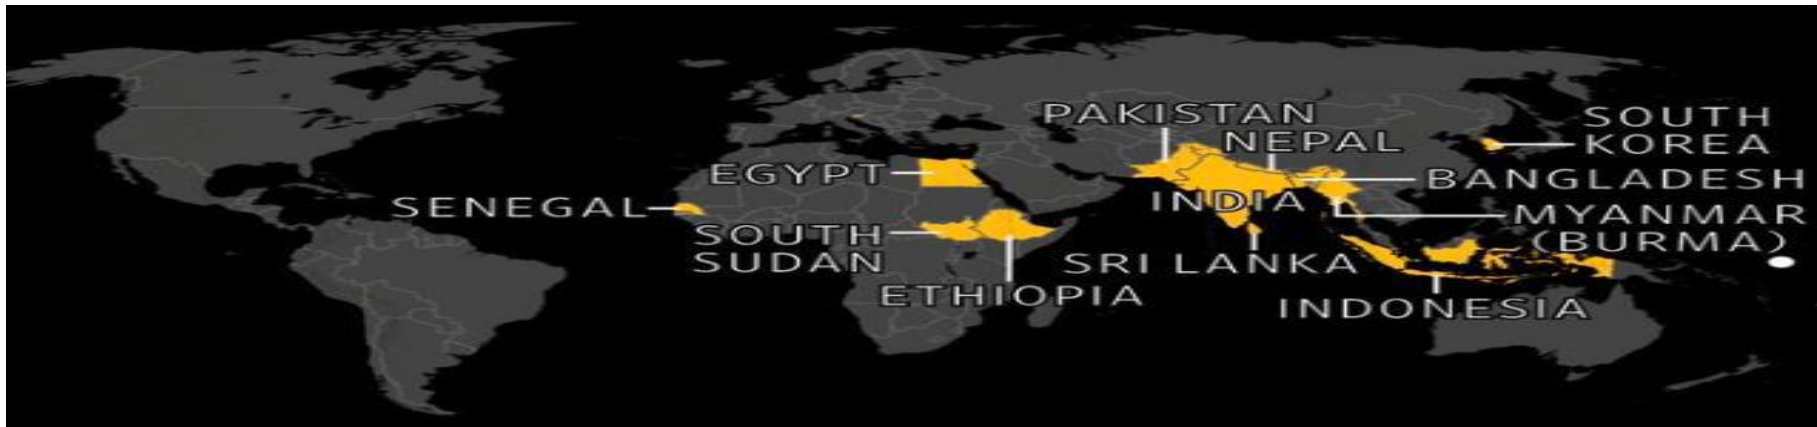 PAKISTAN
NEPAL
SOUTH
KOREA
EGYPT
BANGLADESH
SENEGAL
INDIA
MYANMAR
(BURMA)
SOUTH
SUDAN
SRI LANKA
ETHIOPIA
INDONESIA